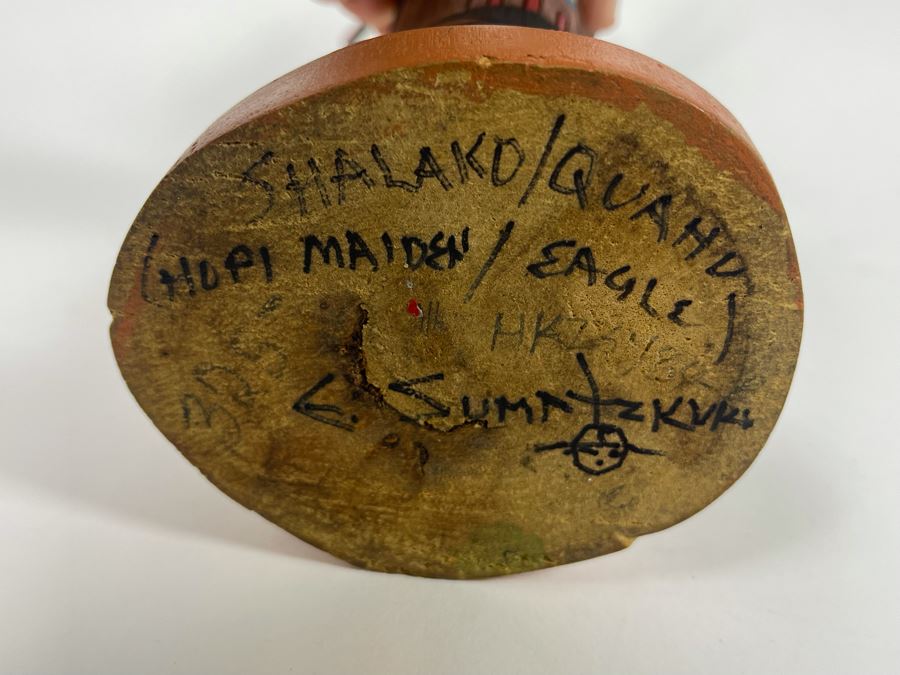 SHALAKO/QUAHU
(HOPI MAIDEN/EAGLE)
E. SUMATZKUKU